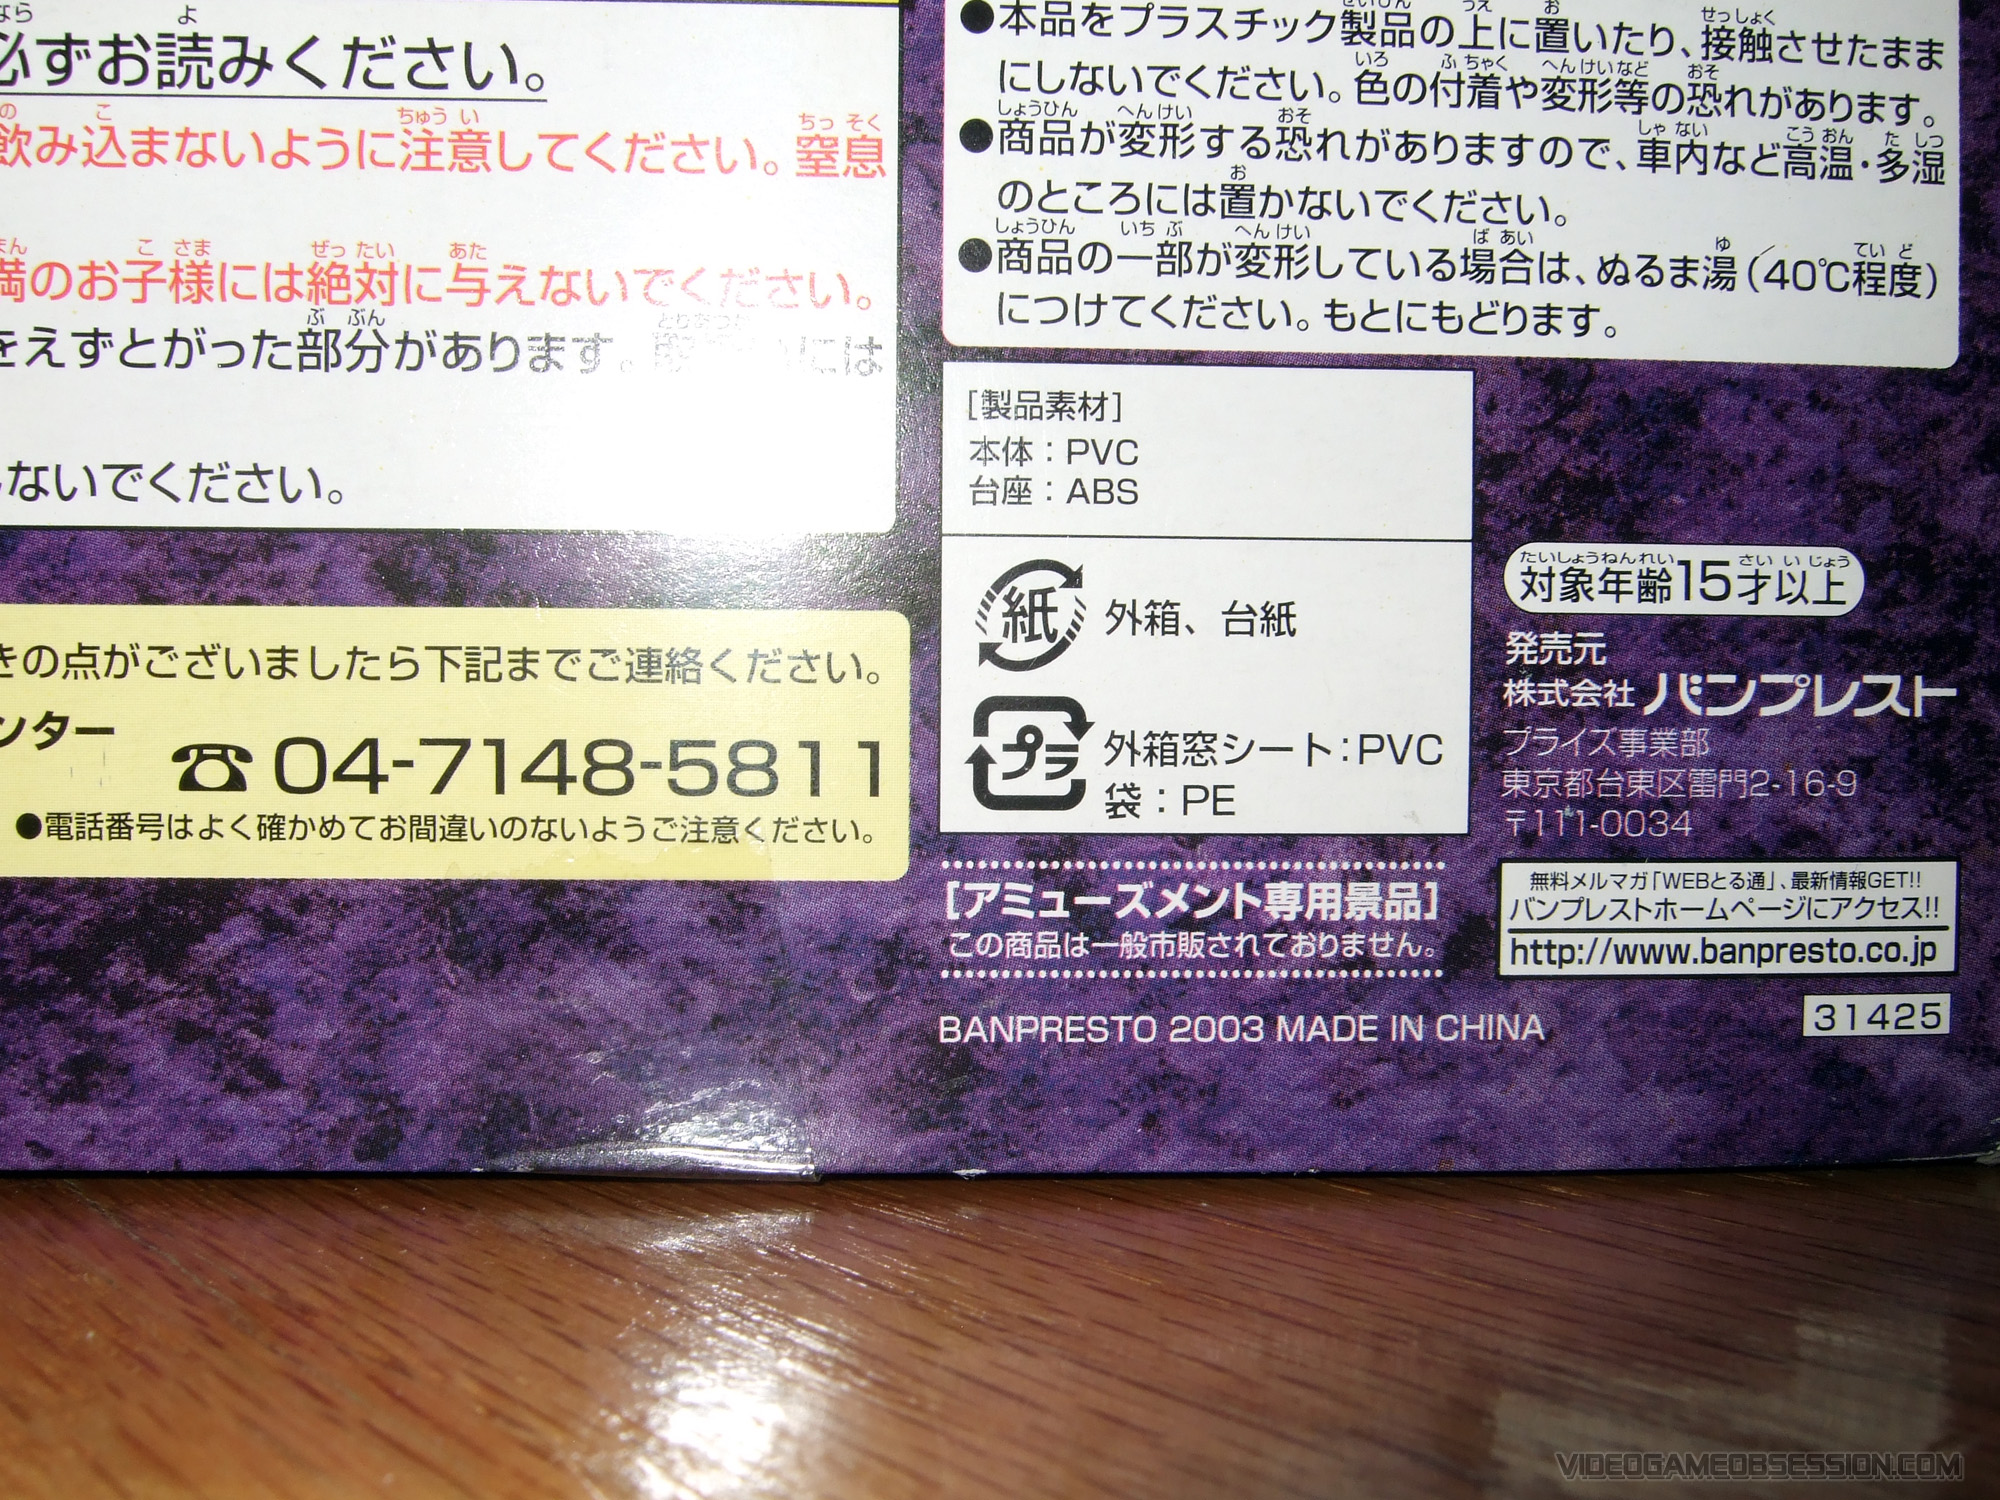 必ずお読みください。
飲み込まないように注意してください。窒息
満のお子様には絶対に与えないでください。
をえずとがった部分があります。
ないでください。
きの点がございましたら下記までご連絡ください。
ンター
☎04-7148-5811
●電話番号はよく確かめてお間違いのないようご注意ください。
●本品をプラスチック製品の上に置いたり、接触させたまま
にしないでください。色の付着や変形等の恐れがあります。
●商品が変形する恐れがありますので、車内など高温・多湿
のところには置かないでください。
●商品の一部が変形している場合は、ぬるま湯(40℃程度)
につけてください。もとにもどります。
[製品素材]
本体：PVC
台座：ABS
紙 外箱、台紙
プラ 外箱窓シート：PVC
袋：PE
[アミューズメント専用景品]
この商品は一般市販されておりません。
BANPRESTO 2003 MADE IN CHINA
対象年齢15才以上
発売元
株式会社バンプレスト
プライズ事業部
東京都台東区雷門2-16-9
〒111-0034
無料メルマガ「WEBとる通」、最新情報GET!!
バンプレストホームページにアクセス!!
http://www.banpresto.co.jp
31425
VIDEOGAMEOBSESSION.COM